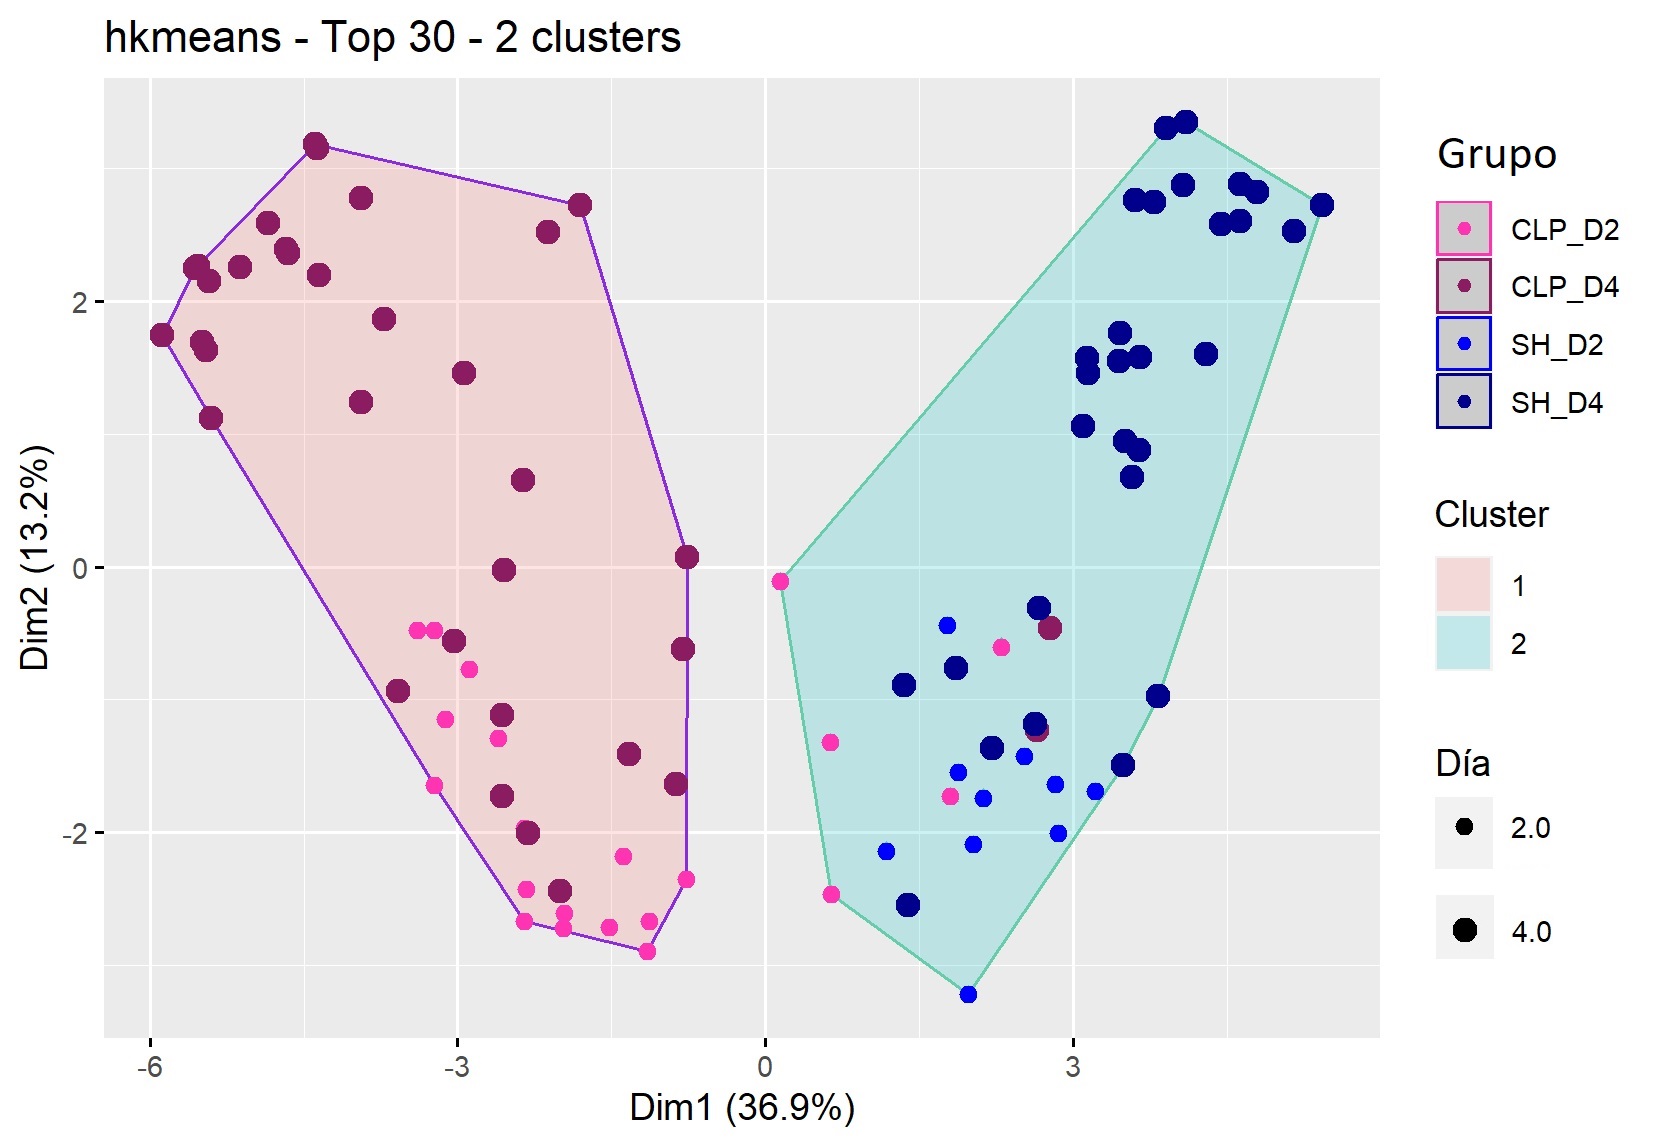 hkmeans - Top 30 - 2 clusters
Grupo
CLP_D2
CLP_D4
SH_D2
SH_D4
Cluster
1
2
Día
2.0
4.0
2
0
-2
Dim2 (13.2%)
-6
-3
0
3
Dim1 (36.9%)